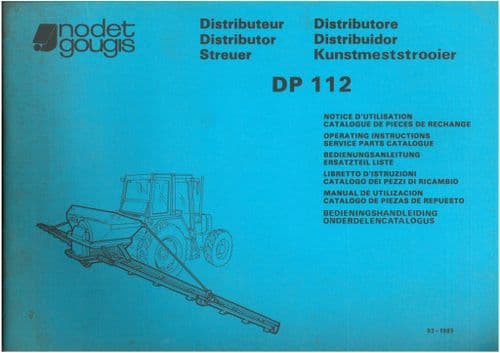 nodet
gougis
Distributeur
Distributor
Streuer
Distributore
Distribuidor
Kunstmeststrooier
DP 112
NOTICE D'UTILISATION
CATALOGUE DE PIECES DE RECHANGE
OPERATING INSTRUCTIONS
SERVICE PARTS CATALOGUE
BEDIENUNGSANLEITUNG
ERSATZTEIL LISTE
LIBRETTO D'ISTRUZIONI
CATALOGO DEI PEZZI DI RICAMBIO
MANUAL DE UTILIZACION
CATALOGO DE PIEZAS DE REPUESTO
BEDIENINGSHANDLEIDING
ONDERDELENCATALOGUS